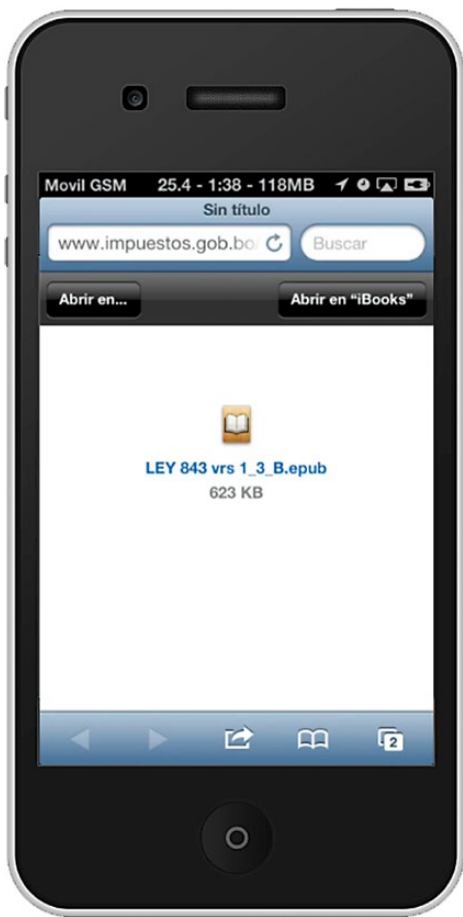 Movil GSM 25.4 - 1:38 - 118MB
Sin título
www.impuestos.gob.bo/ Buscar
Abrir en... Abrir en “iBooks”
LEY 843 vrs 1_3_B.epub
623 KB
2